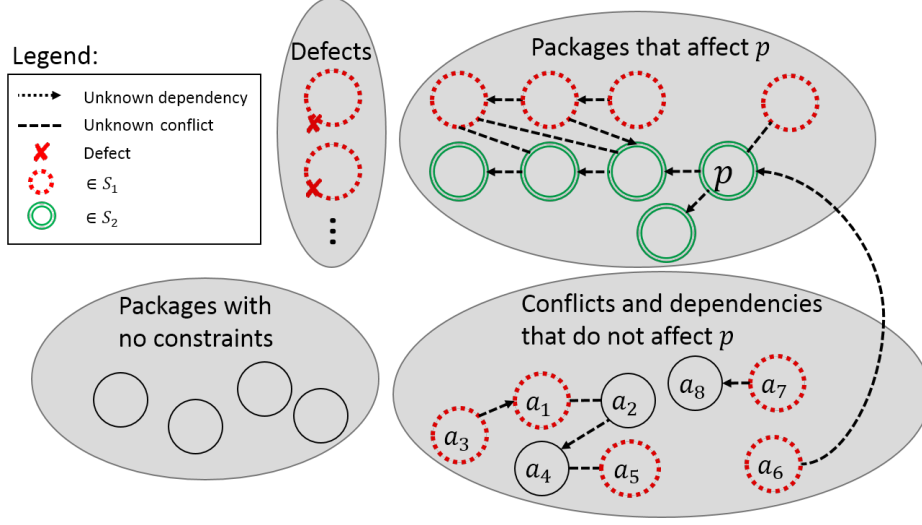 Legend:
Unknown dependency
Unknown conflict
Defect
∈ S₁
∈ S₂
Defects
Packages that affect p
p
Packages with
no constraints
Conflicts and dependencies
that do not affect p
a₈
a₇
a₁
a₂
a₃
a₄
a₅
a₆